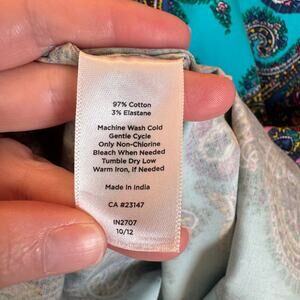 97% Cotton
3% Elastane
Machine Wash Cold
Gentle Cycle
Only Non-Chlorine
Bleach When Needed
Tumble Dry Low
Warm Iron, if Needed
Made in India
CA #23147
IN2707
10/12